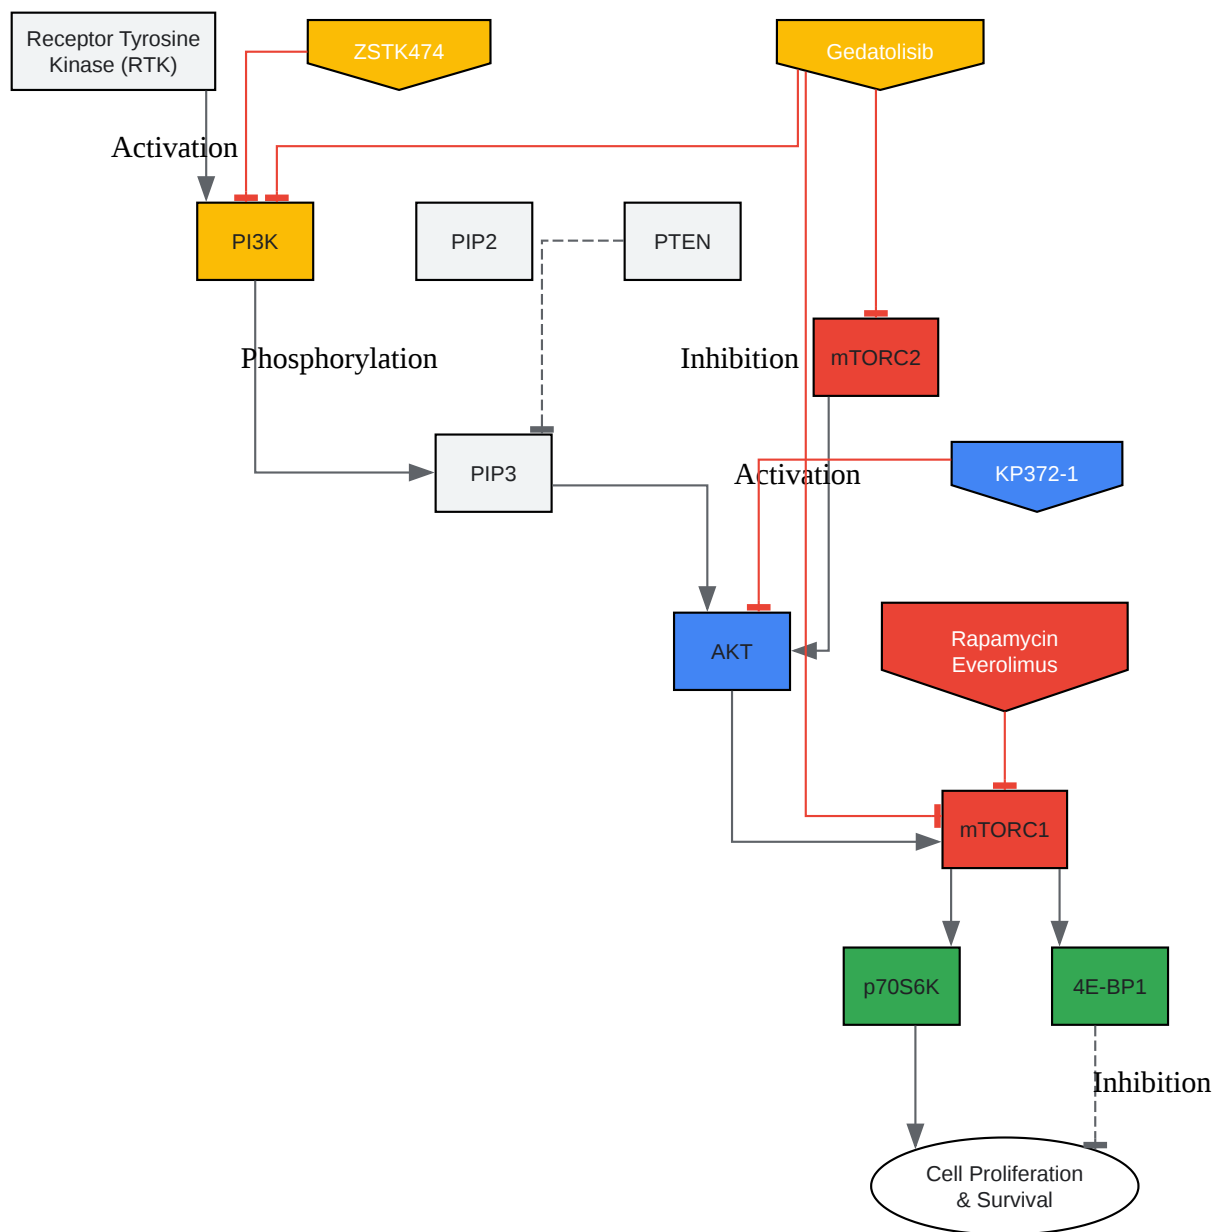 Receptor Tyrosine
Kinase (RTK)
ZSTK474
Gedatolisib
Activation
PI3K
PIP2
PTEN
Phosphorylation
Inhibition
mTORC2
PIP3
Activation
KP372-1
AKT
Rapamycin
Everolimus
mTORC1
p70S6K
4E-BP1
Inhibition
Cell Proliferation
& Survival